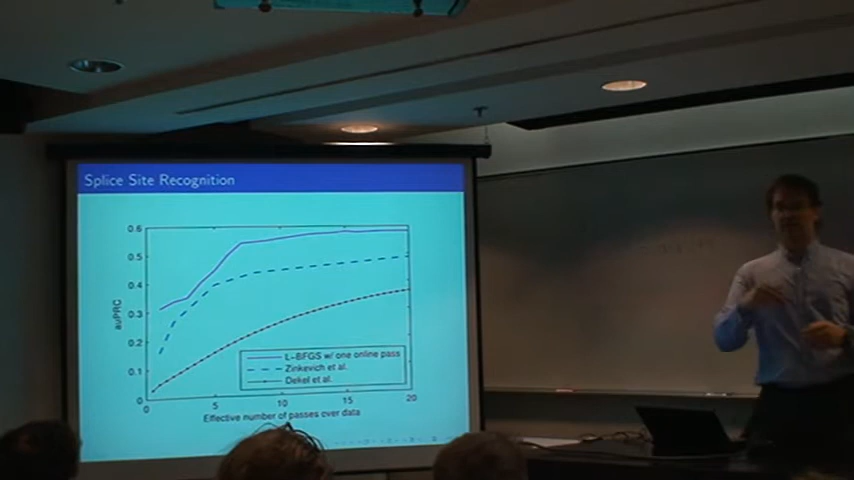 Splice Site Recognition
0.6
0.5
0.4
0.3
0.2
0.1
0
auPRC
0 5 10 15 20
Effective number of passes over data
L-BFGS w/ one online pass
Zinkevich et al.
Dekel et al.